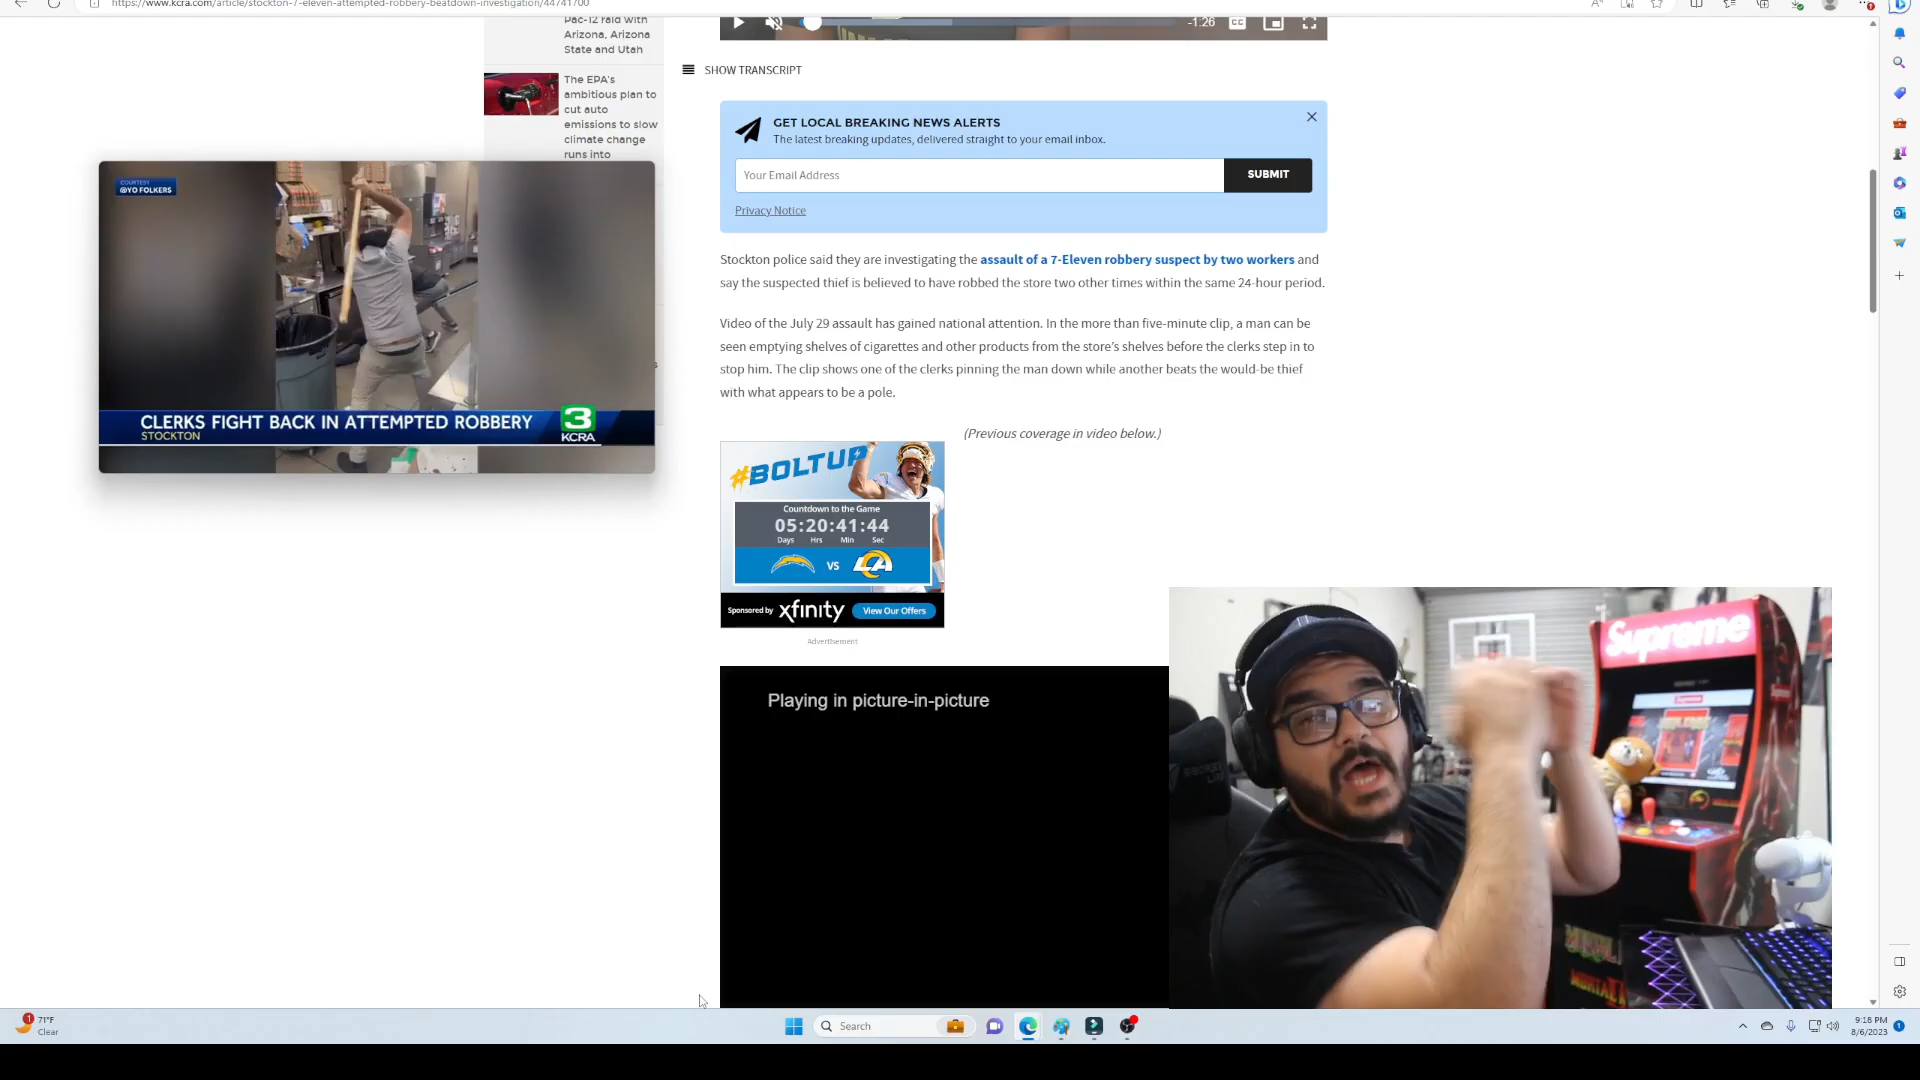 https://www.kcra.com/article/stockton-7-eleven-attempted-robbery-beatdown-investigation/44741700
Pac-12 raid with
Arizona, Arizona
State and Utah
The EPA's
ambitious plan to
cut auto
emissions to slow
climate change
runs into
-1:26
CC
SHOW TRANSCRIPT
GET LOCAL BREAKING NEWS ALERTS
The latest breaking updates, delivered straight to your email inbox.
Your Email Address
SUBMIT
Privacy Notice
COURTESY
@YO FOLKERS
CLERKS FIGHT BACK IN ATTEMPTED ROBBERY
STOCKTON
3
KCRA
Stockton police said they are investigating the assault of a 7-Eleven robbery suspect by two workers and
say the suspected thief is believed to have robbed the store two other times within the same 24-hour period.
Video of the July 29 assault has gained national attention. In the more than five-minute clip, a man can be
seen emptying shelves of cigarettes and other products from the store's shelves before the clerks step in to
stop him. The clip shows one of the clerks pinning the man down while another beats the would-be thief
with what appears to be a pole.
(Previous coverage in video below.)
#BOLTUP
Countdown to the Game
05:20:41:44
Days Hrs Min Sec
VS
LA
Sponsored by xfinity View Our Offers
Advertisement
Playing in picture-in-picture
Supreme
71°F
Clear
Search
9:18 PM
8/6/2023